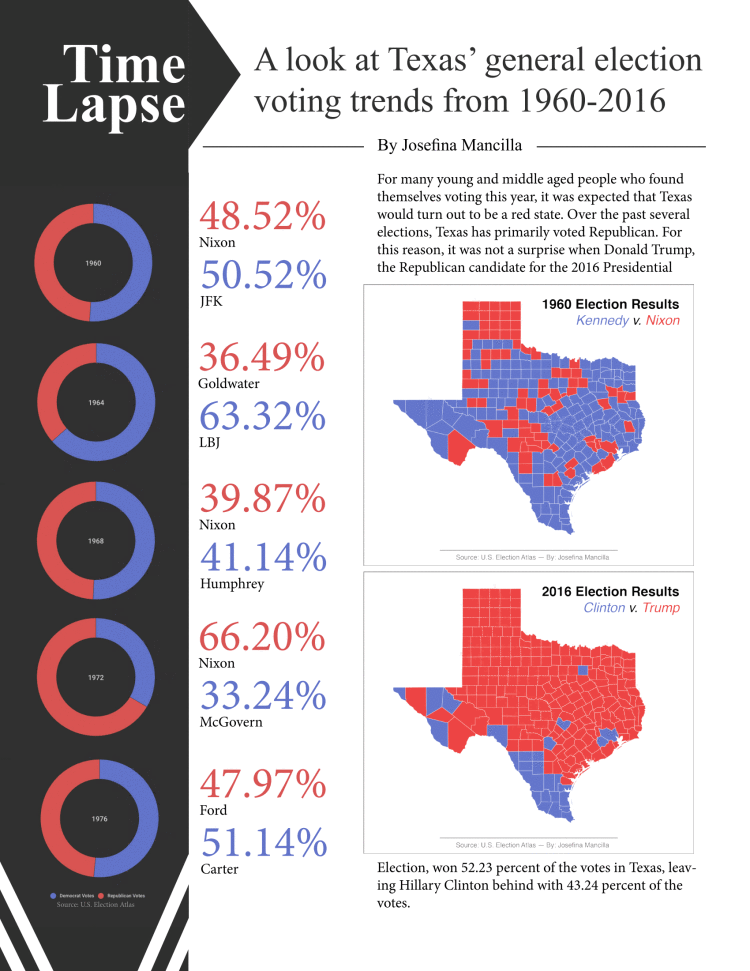 Time
Lapse
A look at Texas’ general election
voting trends from 1960-2016
By Josefina Mancilla
1960
48.52%
Nixon
50.52%
JFK
1964
36.49%
Goldwater
63.32%
LBJ
1968
39.87%
Nixon
41.14%
Humphrey
1972
66.20%
Nixon
33.24%
McGovern
1976
47.97%
Ford
51.14%
Carter
Democrat Votes Republican Votes
Source: U.S. Election Atlas
For many young and middle aged people who found
themselves voting this year, it was expected that Texas
would turn out to be a red state. Over the past several
elections, Texas has primarily voted Republican. For
this reason, it was not a surprise when Donald Trump,
the Republican candidate for the 2016 Presidential
1960 Election Results
Kennedy v. Nixon
Source: U.S. Election Atlas — By: Josefina Mancilla
2016 Election Results
Clinton v. Trump
Source: U.S. Election Atlas — By: Josefina Mancilla
Election, won 52.23 percent of the votes in Texas, leav-
ing Hillary Clinton behind with 43.24 percent of the
votes.